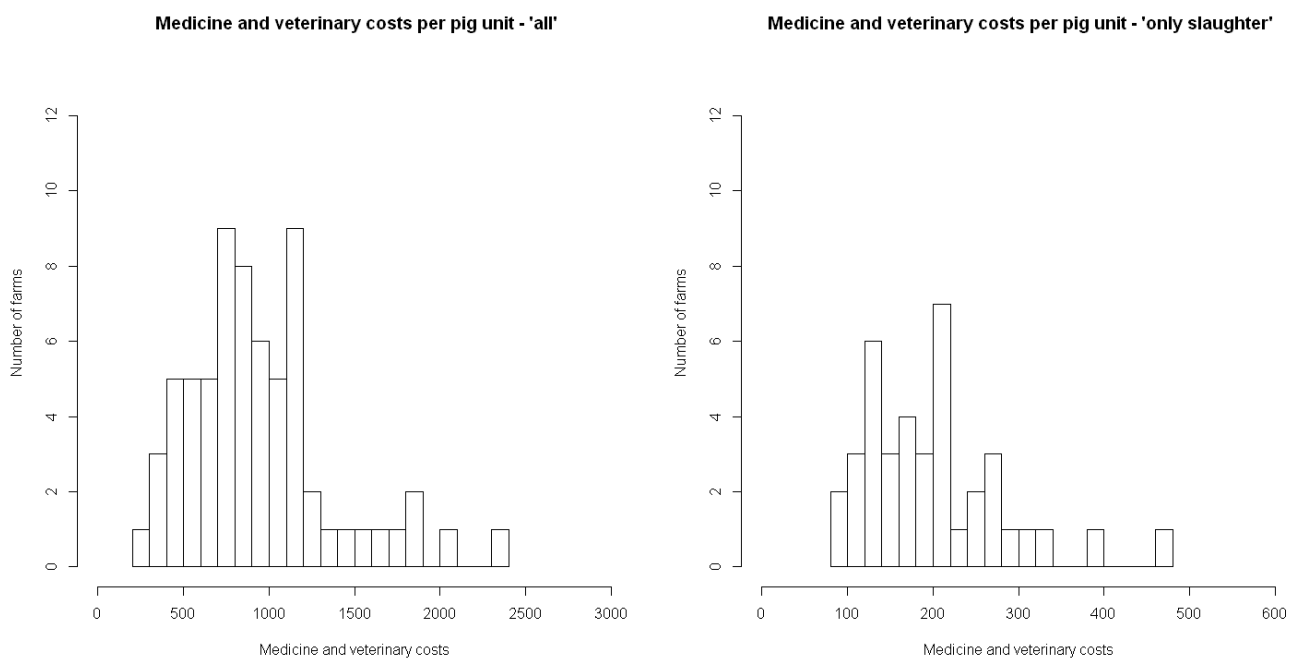 Medicine and veterinary costs per pig unit - 'all'
12
10
8
6
4
2
0
Number of farms
0 500 1000 1500 2000 2500 3000
Medicine and veterinary costs
Medicine and veterinary costs per pig unit - 'only slaughter'
12
10
8
6
4
2
0
Number of farms
0 100 200 300 400 500 600
Medicine and veterinary costs